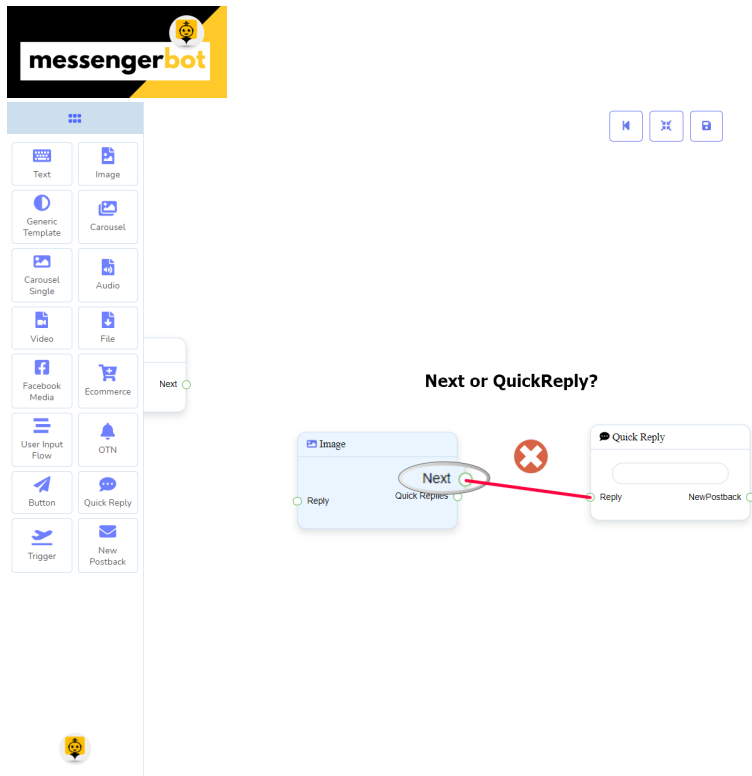 messengerbot
Text
Image
Generic
Template
Carousel
Carousel
Single
Audio
Video
File
Facebook
Media
Ecommerce
User Input
Flow
OTN
Button
Quick Reply
Trigger
New
Postback
Next
Next or QuickReply?
Image
Next
Reply
Quick Replies
Quick Reply
Reply
NewPostback